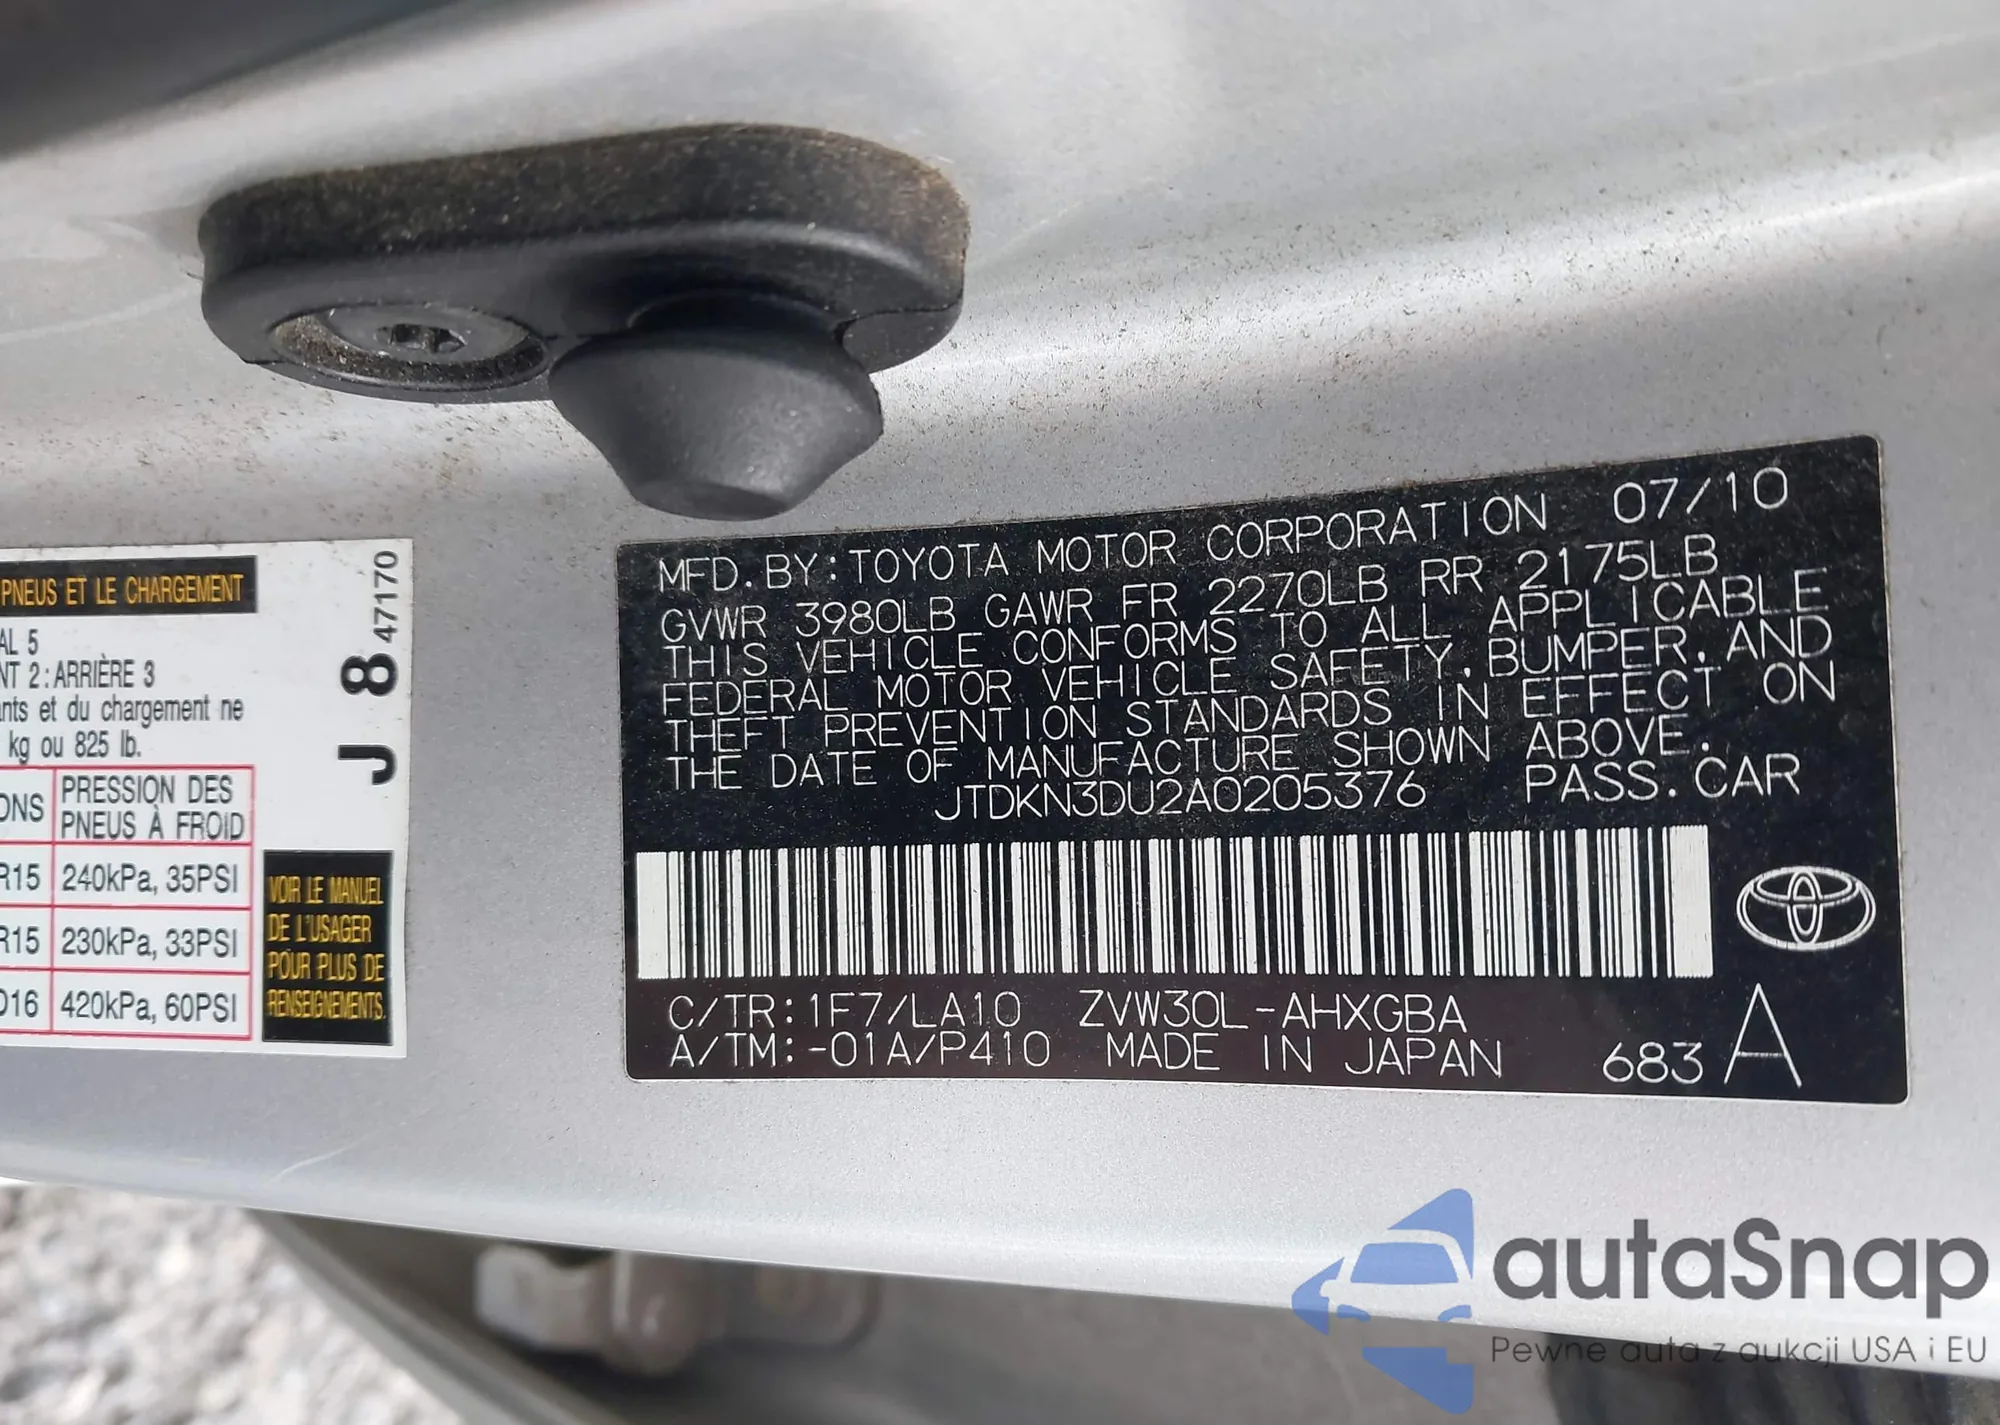 PNEUS ET LE CHARGEMENT
AL 5
NT 2 : ARRIÈRE 3
ants et du chargement ne
kg ou 825 lb.
ONS PRESSION DES
PNEUS À FROID
R15 240kPa, 35PSI
R15 230kPa, 33PSI
D16 420kPa, 60PSI
J 8 47170
VOIR LE MANUEL
DE L'USAGER
POUR PLUS DE
RENSEIGNEMENTS.
MFD. BY: TOYOTA MOTOR CORPORATION 07/10
GVWR 3980LB GAWR FR 2270LB RR 2175LB
THIS VEHICLE CONFORMS TO ALL APPLICABLE
FEDERAL MOTOR VEHICLE SAFETY, BUMPER, AND
THEFT PREVENTION STANDARDS IN EFFECT ON
THE DATE OF MANUFACTURE SHOWN ABOVE.
JTDKN3DU2A0205376 PASS. CAR
C/TR: 1F7/LA10 ZVW30L-AHXGBA
A/TM: -01A/P410 MADE IN JAPAN 683 A
autaSnap
Pewne auta z aukcji USA i EU